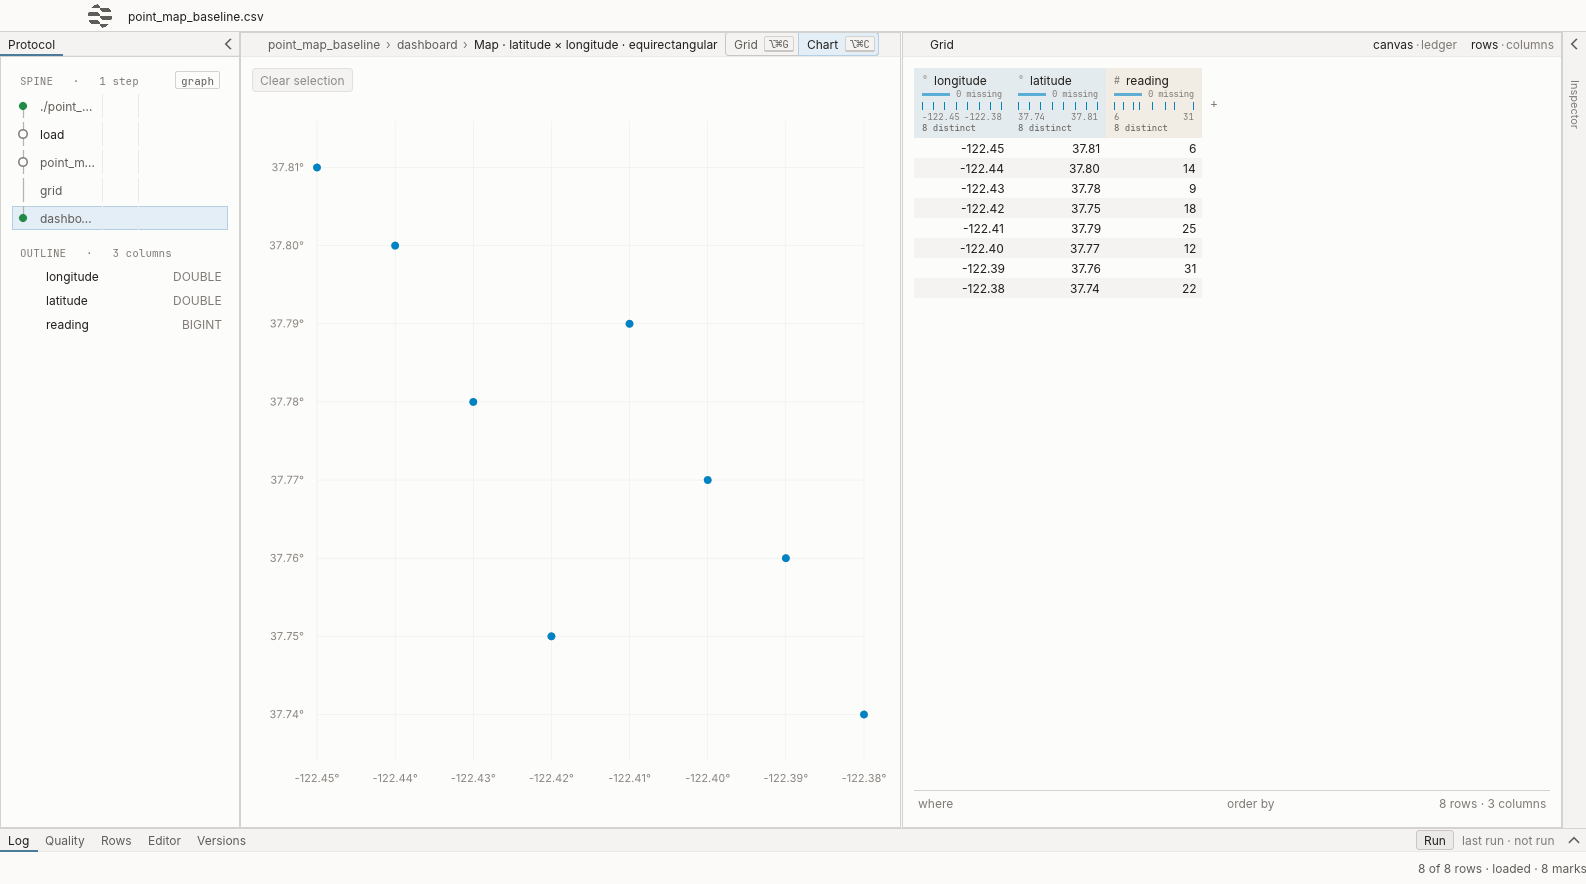 point_map_baseline.csv
Protocol
SPINE · 1 step graph
./point_...
load
point_m...
grid
dashbo...
OUTLINE · 3 columns
longitude DOUBLE
latitude DOUBLE
reading BIGINT
point_map_baseline › dashboard › Map · latitude × longitude · equirectangular Grid ⌥⌘G Chart ⌥⌘C
Clear selection
37.81°
37.80°
37.79°
37.78°
37.77°
37.76°
37.75°
37.74°
-122.45° -122.44° -122.43° -122.42° -122.41° -122.40° -122.39° -122.38°
Grid canvas · ledger rows · columns
° longitude ° latitude # reading
0 missing 0 missing 0 missing
-122.45 -122.38 37.74 37.81 6 31
8 distinct 8 distinct 8 distinct
+
-122.45 37.81 6
-122.44 37.80 14
-122.43 37.78 9
-122.42 37.75 18
-122.41 37.79 25
-122.40 37.77 12
-122.39 37.76 31
-122.38 37.74 22
where order by 8 rows · 3 columns
Inspector
Log Quality Rows Editor Versions Run last run · not run
8 of 8 rows · loaded · 8 marks